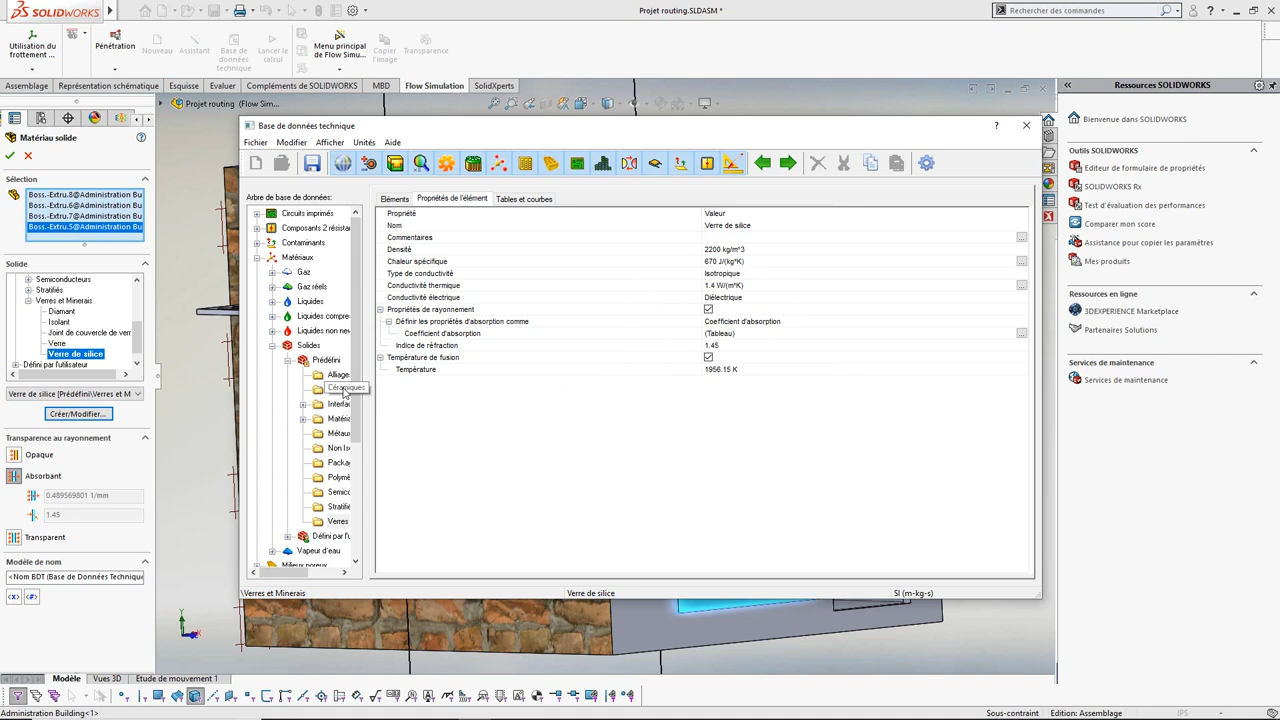 SOLIDWORKS
Projet routing.SLDASM *
Rechercher des commandes
Utilisation du
frottement ...
Pénétration
Nouveau
Assistant
Base de
données
technique
Lancer le
calcul
Menu principal
de Flow Simu...
Copier
l'image
Transparence
Assemblage
Représentation schématique
Esquisse
Evaluer
Compléments de SOLIDWORKS
MBD
Flow Simulation
SolidXperts
Projet routing (Flow Sim...
Ressources SOLIDWORKS
Matériau solide
Sélection
Boss.-Extru.8@Administration Bu
Boss.-Extru.6@Administration Bu
Boss.-Extru.7@Administration Bu
Boss.-Extru.5@Administration Bu
Solide
Semiconducteurs
Stratifiés
Verres et Minerais
Diamant
Isolant
Joint de couvercle de verr
Verre
Verre de silice
Défini par l'utilisateur
Verre de silice [Prédéfini\Verres et M
Créer/Modifier...
Transparence au rayonnement
Opaque
Absorbant
0.489569801 1/mm
1.45
Transparent
Modèle de nom
<Nom BDT (Base de Données Technique
Base de données technique
Fichier
Modifier
Afficher
Unités
Aide
Arbre de base de données:
Circuits imprimés
Composants 2 résista
Contaminants
Matériaux
Gaz
Gaz réels
Liquides
Liquides compre
Liquides non new
Solides
Prédéfini
Alliage
Céramiques
Interfac
Matéria
Métaux
Non Iso
Packa
Polymè
Semico
Stratifié
Verres
Défini par l'u
Vapeur d'eau
Milieux poreux
Eléments
Propriétés de l'élément
Tables et courbes
Propriété Valeur
Nom Verre de silice
Commentaires
Densité 2200 kg/m^3
Chaleur spécifique 670 J/(kg*K)
Type de conductivité Isotropique
Conductivité thermique 1.4 W/(m*K)
Conductivité électrique Diélectrique
Propriétés de rayonnement
Définir les propriétés d'absorption comme Coefficient d'absorption
Coefficient d'absorption (Tableau)
Indice de réfraction 1.45
Température de fusion
Température 1956.15 K
\Verres et Minerais
Verre de silice
SI (m-kg-s)
Bienvenue dans SOLIDWORKS
Outils SOLIDWORKS
Editeur de formulaire de propriétés
SOLIDWORKS Rx
Test d'évaluation des performances
Comparer mon score
Assistance pour copier les paramètres
Mes produits
Ressources en ligne
3DEXPERIENCE Marketplace
Partenaires Solutions
Services de maintenance
Services de maintenance
Modèle
Vues 3D
Etude de mouvement 1
Administration Building<1>
Sous-contraint
Edition: Assemblage
IPS